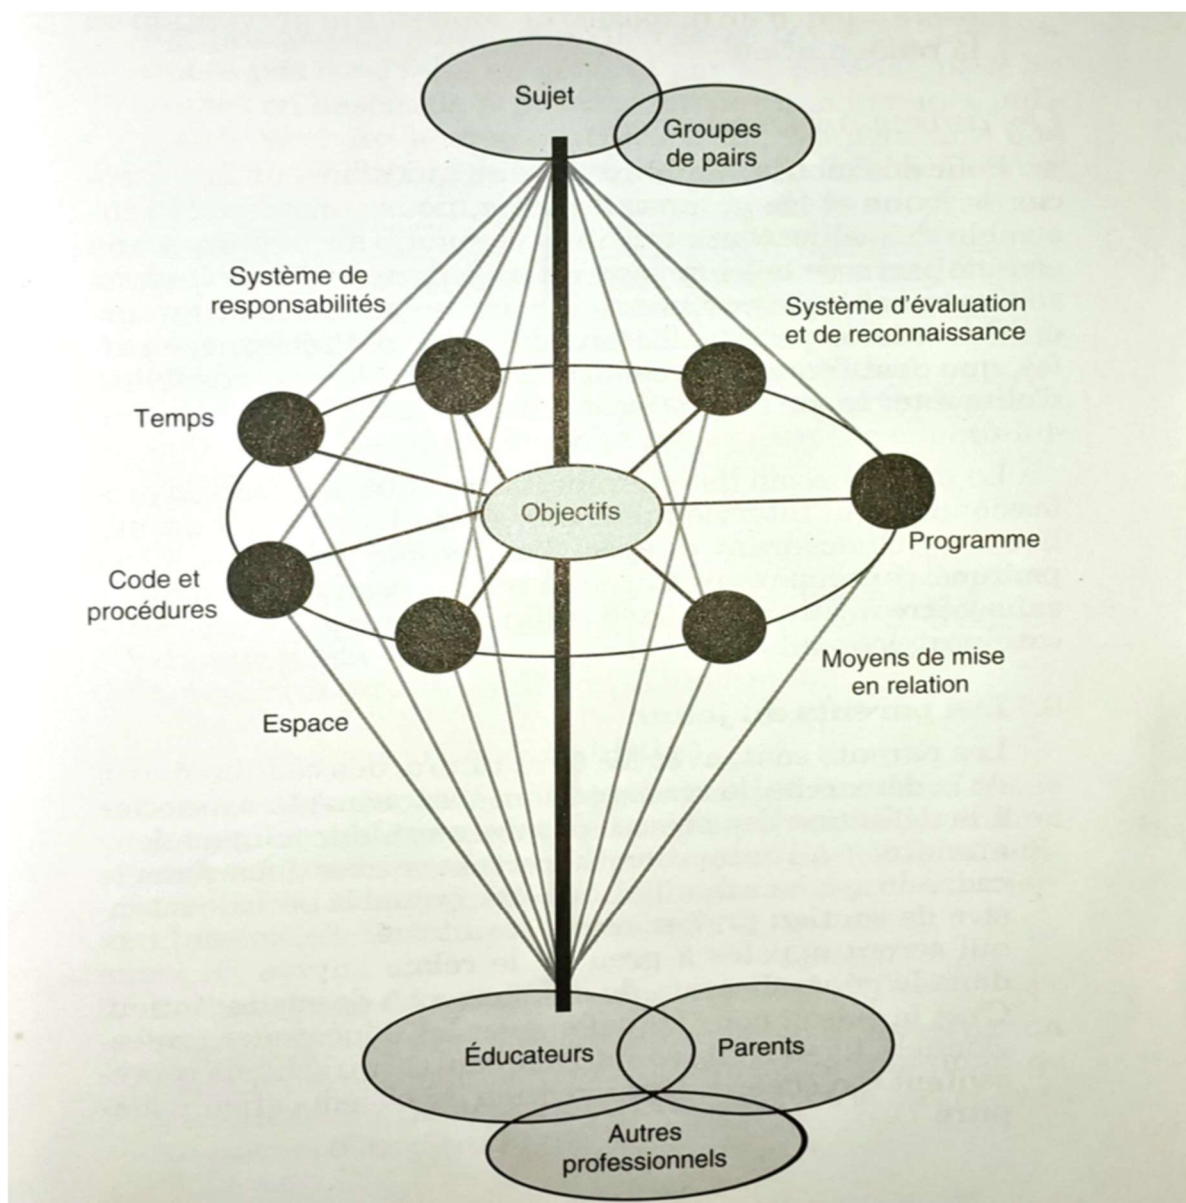 Sujet
Groupes
de pairs
Système de
responsabilités
Système d'évaluation
et de reconnaissance
Temps
Objectifs
Programme
Code et
procédures
Moyens de mise
en relation
Espace
Éducateurs
Parents
Autres
professionnels